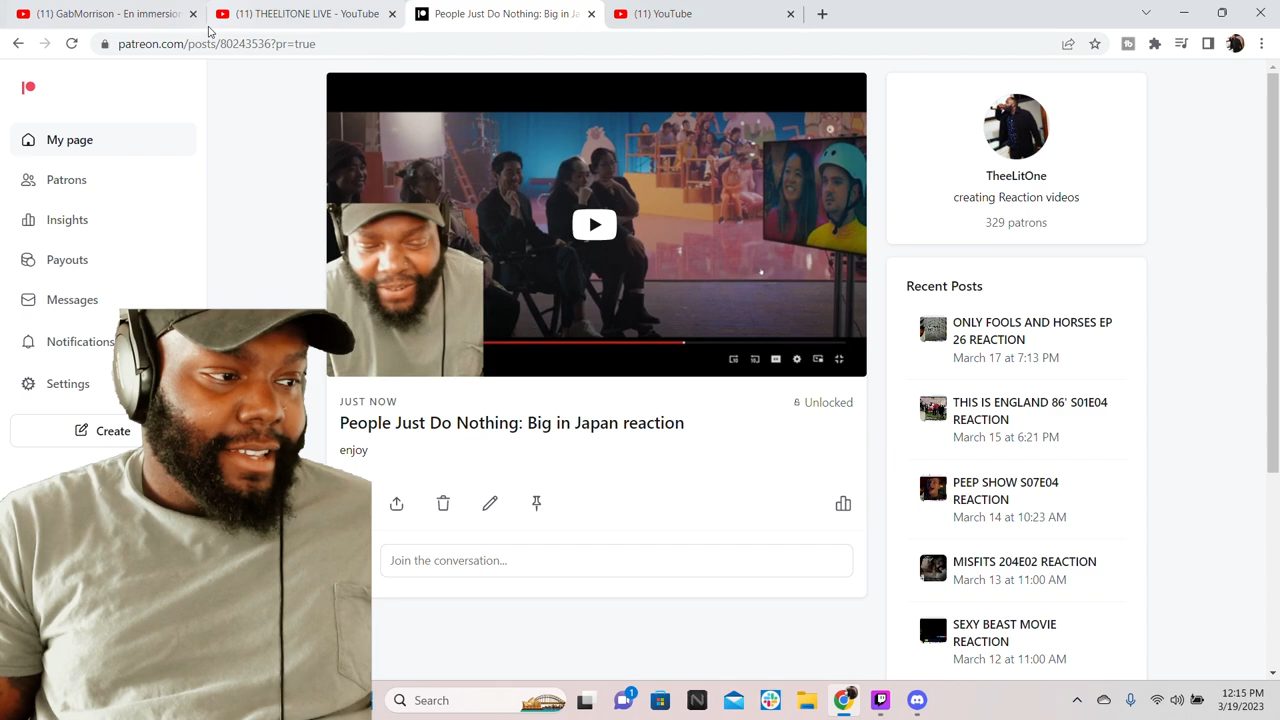 (11) GabMorrison - En immersion
(11) THEELITONE LIVE - YouTube
People Just Do Nothing: Big in Ja
(11) YouTube
patreon.com/posts/80243536?pr=true
My page
Patrons
Insights
Payouts
Messages
Notifications
Settings
Create
TheeLitOne
creating Reaction videos
329 patrons
JUST NOW
Unlocked
People Just Do Nothing: Big in Japan reaction
enjoy
Join the conversation...
Recent Posts
ONLY FOOLS AND HORSES EP
26 REACTION
March 17 at 7:13 PM
THIS IS ENGLAND 86' S01E04
REACTION
March 15 at 6:21 PM
PEEP SHOW S07E04
REACTION
March 14 at 10:23 AM
MISFITS 204E02 REACTION
March 13 at 11:00 AM
SEXY BEAST MOVIE
REACTION
March 12 at 11:00 AM
Search
1
12:15 PM
3/19/2023